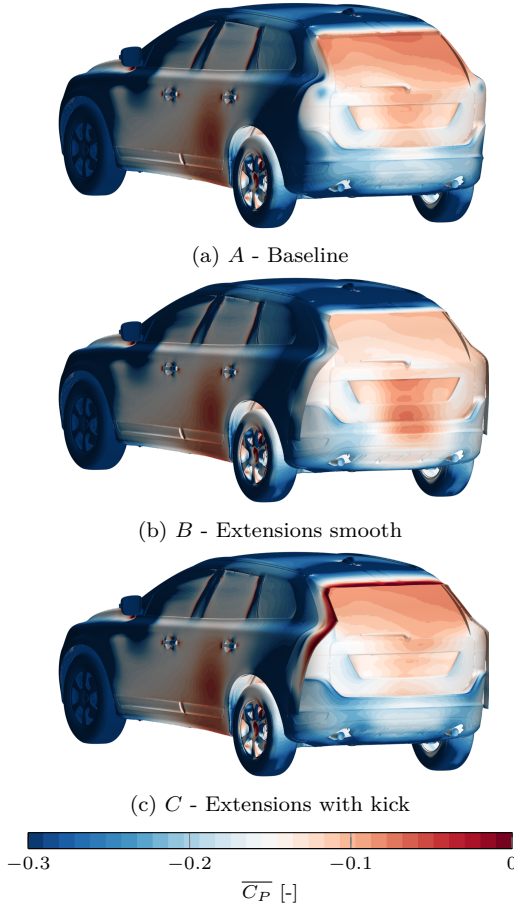 (a) A - Baseline
(b) B - Extensions smooth
(c) C - Extensions with kick
−0.3 −0.2 −0.1 0
C_P [-]